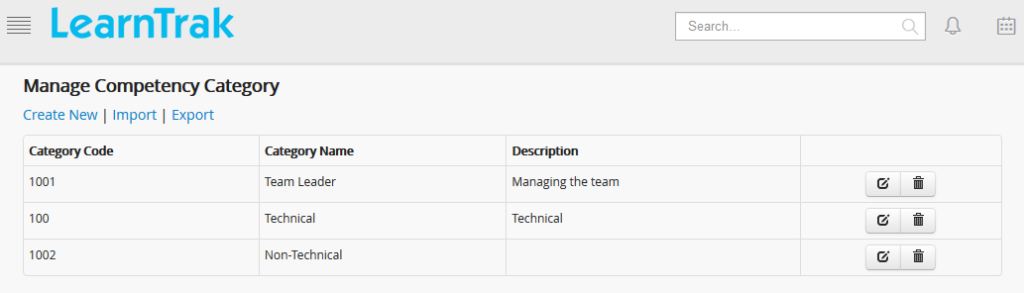 LearnTrak
Search...
Manage Competency Category
Create New | Import | Export
Category Code Category Name Description
1001 Team Leader Managing the team
100 Technical Technical
1002 Non-Technical